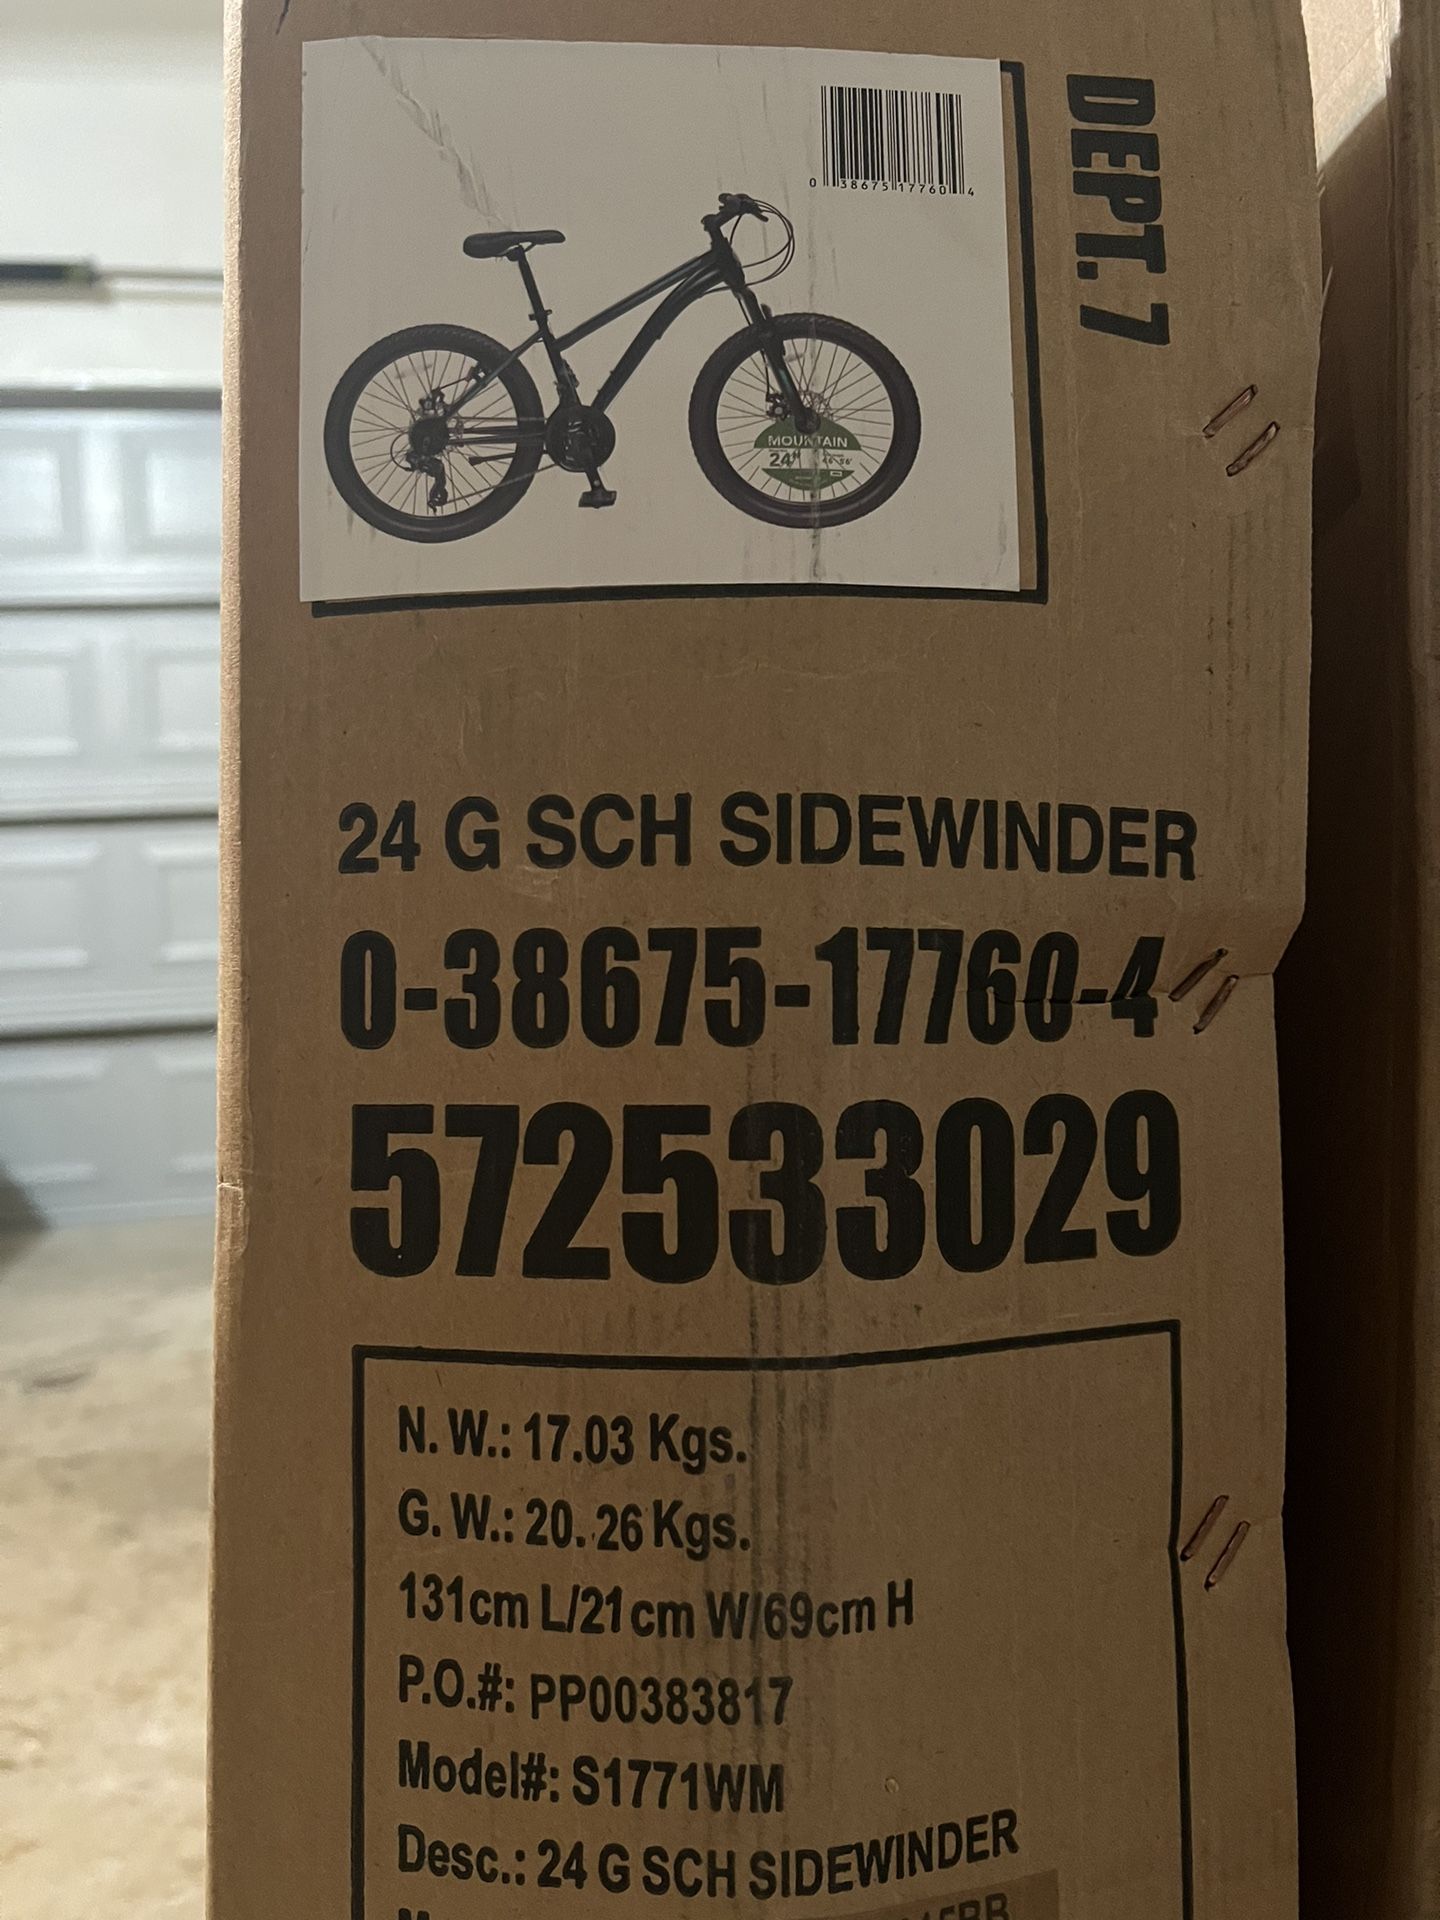 0 38675 17760 4
DEPT. 7
MOUNTAIN
24"
24 G SCH SIDEWINDER
0-38675-17760-4
572533029
N. W.: 17.03 Kgs.
G. W.: 20. 26 Kgs.
131cm L/21cm W/69cm H
P.O.#: PP00383817
Model#: S1771WM
Desc.: 24 G SCH SIDEWINDER